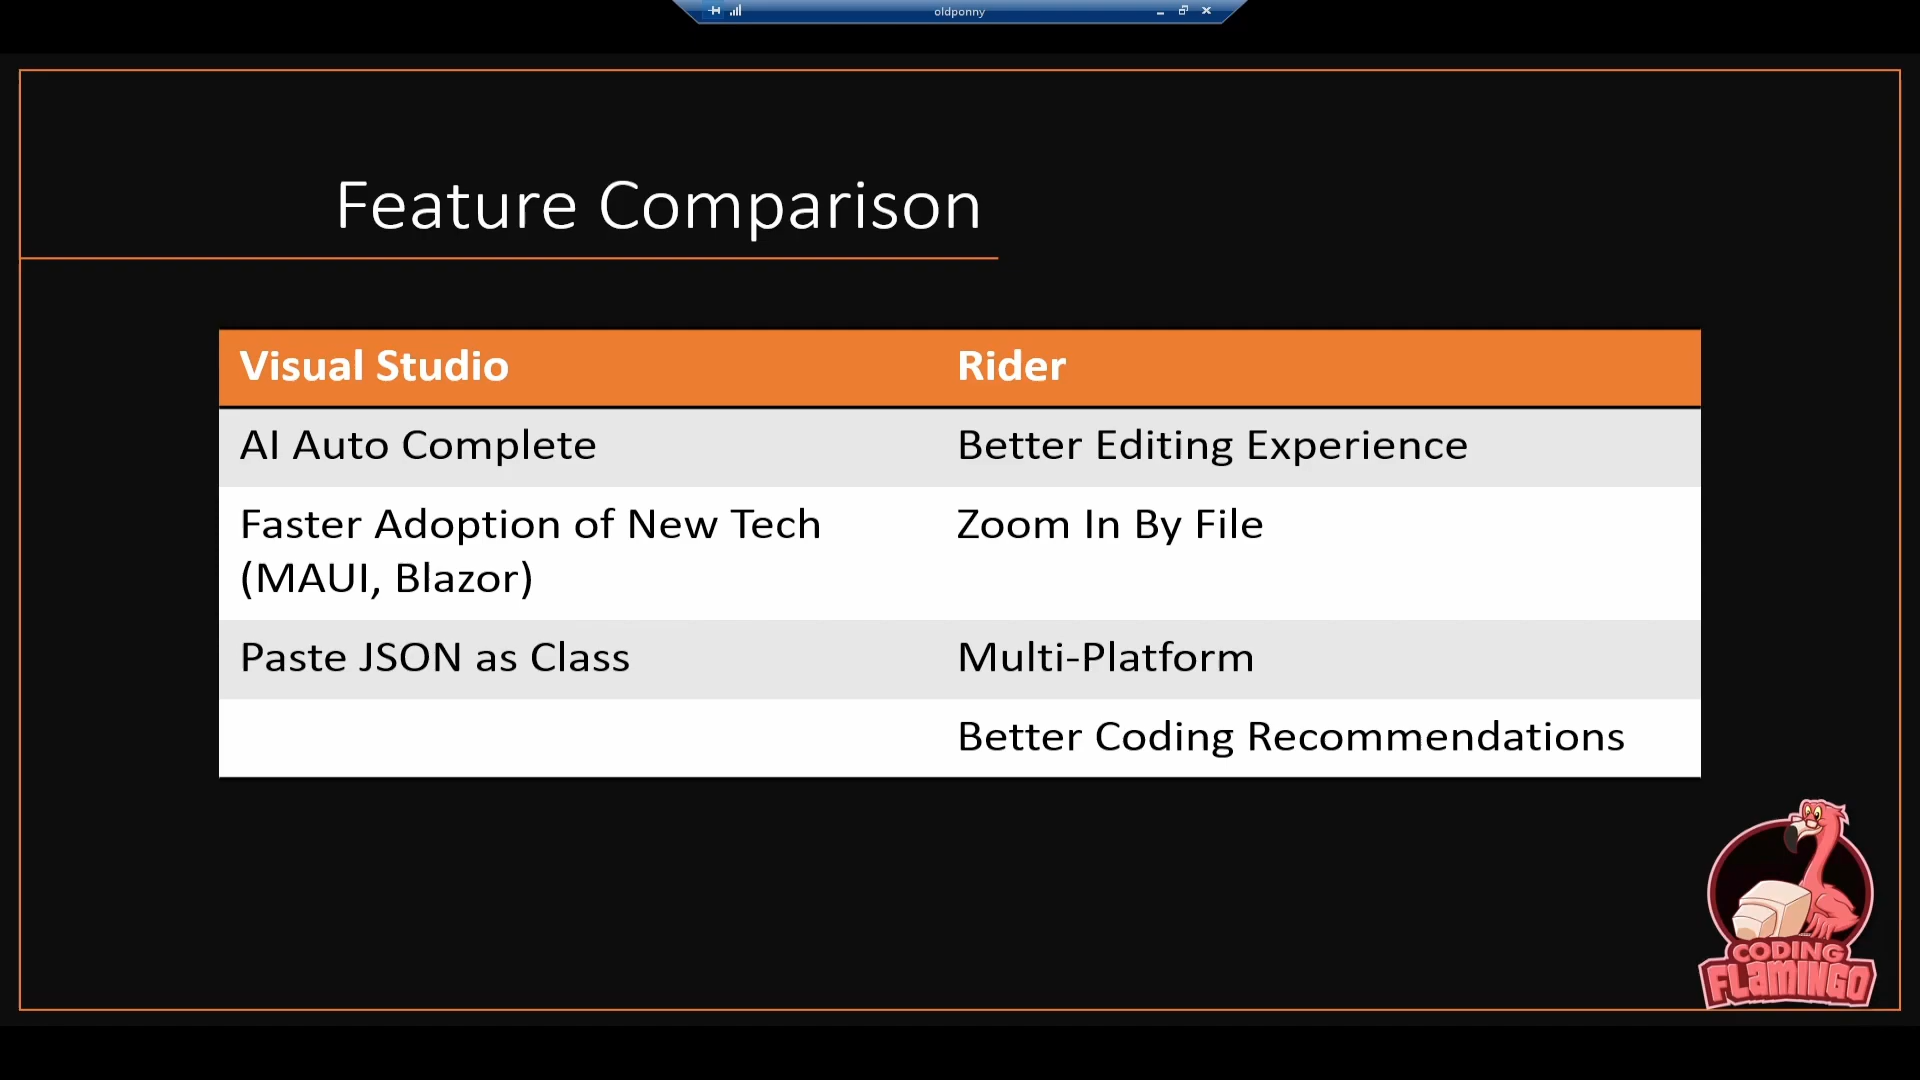 oldponny
Feature Comparison
Visual Studio
Rider
AI Auto Complete
Better Editing Experience
Faster Adoption of New Tech
(MAUI, Blazor)
Zoom In By File
Paste JSON as Class
Multi-Platform
Better Coding Recommendations
CODING
FLAMINGO